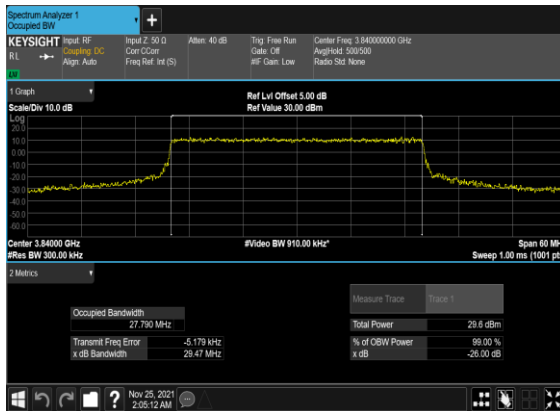 Spectrum Analyzer 1
Occupied BW
KEYSIGHT Input: RF Input Z: 50 Ω Atten: 40 dB Trig: Free Run Center Freq: 3.840000000 GHz
RL Coupling: DC Corr CCorr Gate: Off Avg|Hold: 500/500
Align: Auto Freq Ref: Int (S) #IF Gain: Low Radio Std: None
1 Graph
Ref Lvl Offset 5.00 dB
Scale/Div 10.0 dB Ref Value 30.00 dBm
Log
20.0
10.0
0.00
-10.0
-20.0
-30.0
-40.0
-50.0
-60.0
Center 3.84000 GHz #Video BW 910.00 kHz* Span 60 MH
#Res BW 300.00 kHz Sweep 1.00 ms (1001 pt
2 Metrics
Measure Trace Trace 1
Occupied Bandwidth
27.790 MHz
Total Power 29.6 dBm
Transmit Freq Error -5.179 kHz % of OBW Power 99.00 %
x dB Bandwidth 29.47 MHz x dB -26.00 dB
Nov 25, 2021
2:05:12 AM